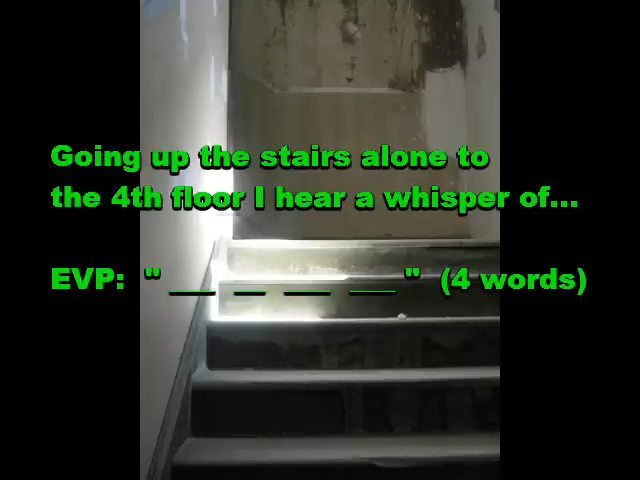 Going up the stairs alone to
the 4th floor I hear a whisper of...
EVP: " ___ __ ___ ___ " (4 words)